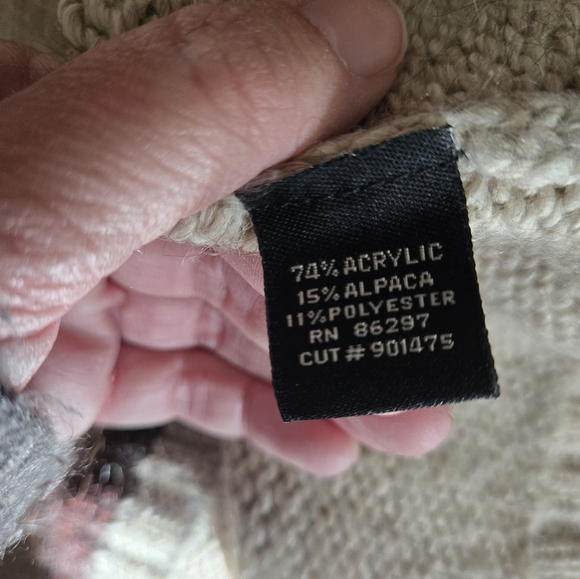 74% ACRYLIC
15% ALPACA
11% POLYESTER
RN 86297
CUT # 901475